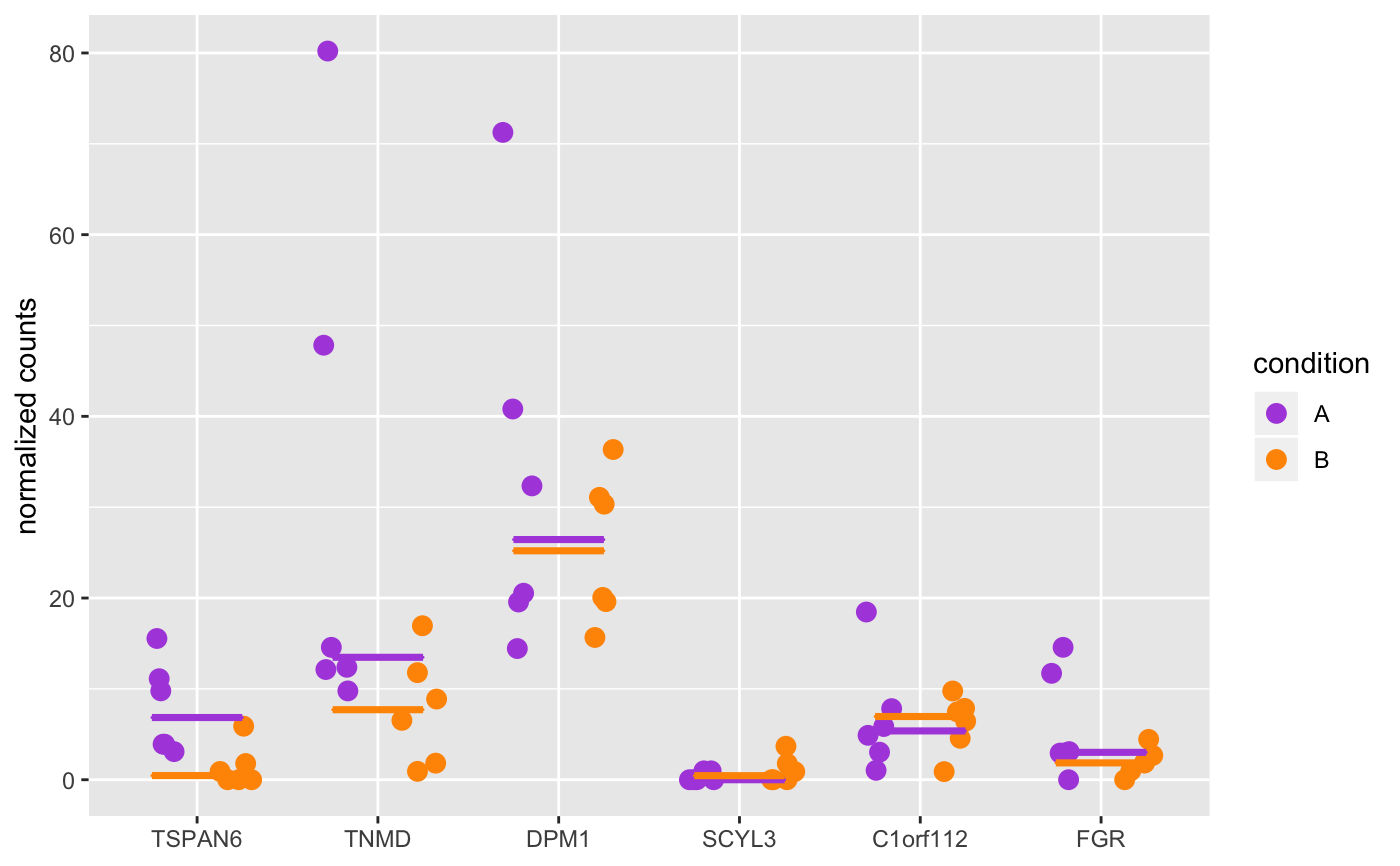 80
60
40
20
0
normalized counts
TSPAN6 TNMD DPM1 SCYL3 C1orf112 FGR
condition
A
B